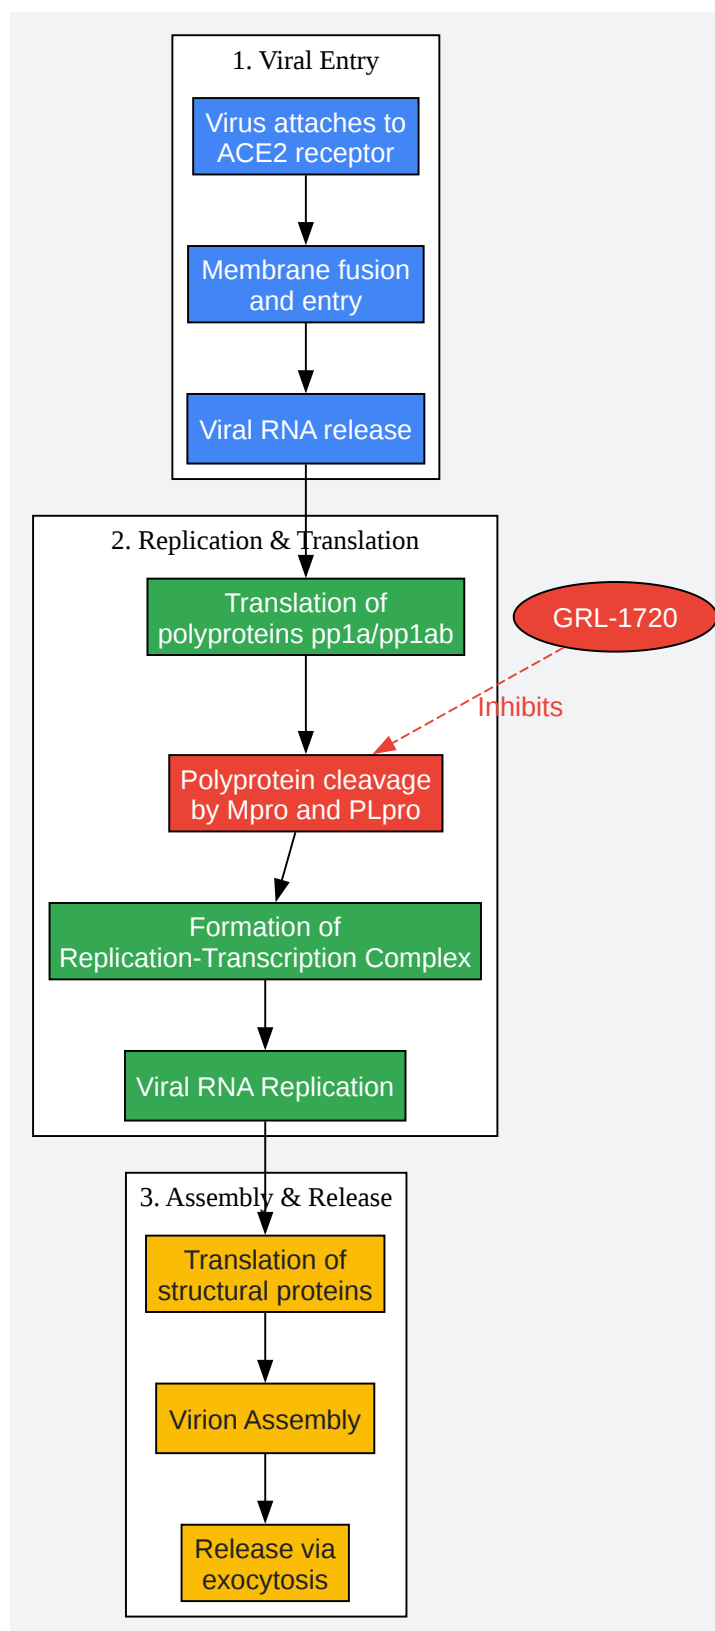 1. Viral Entry
Virus attaches to
ACE2 receptor
Membrane fusion
and entry
Viral RNA release
2. Replication & Translation
Translation of
polyproteins pp1a/pp1ab
GRL-1720
Inhibits
Polyprotein cleavage
by Mpro and PLpro
Formation of
Replication-Transcription Complex
Viral RNA Replication
3. Assembly & Release
Translation of
structural proteins
Virion Assembly
Release via
exocytosis